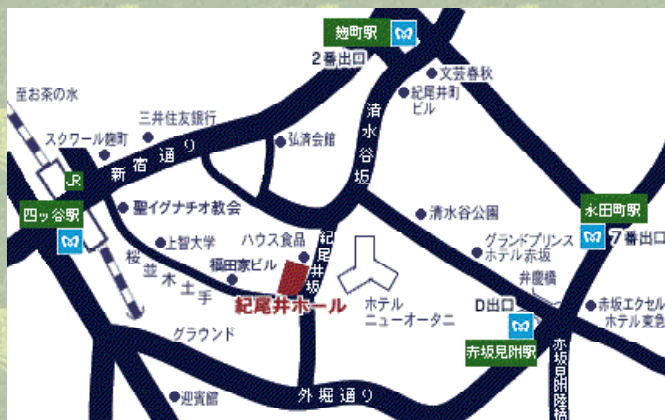 麹町駅
2番出口
文芸春秋
紀尾井町
ビル
至お茶の水
三井住友銀行
スクワール麹町
弘済会館
清水谷坂
新宿通り
JR
四ッ谷駅
聖イグナチオ教会
上智大学
ハウス食品
紀尾井坂
清水谷公園
永田町駅
7番出口
グランドプリンス
ホテル赤坂
桜並木土手
福田家ビル
紀尾井ホール
弁慶橋
ホテル
ニューオータニ
D出口
赤坂エクセル
ホテル東急
グラウンド
赤坂見附駅
赤坂見附陸橋
迎賓館
外堀通り